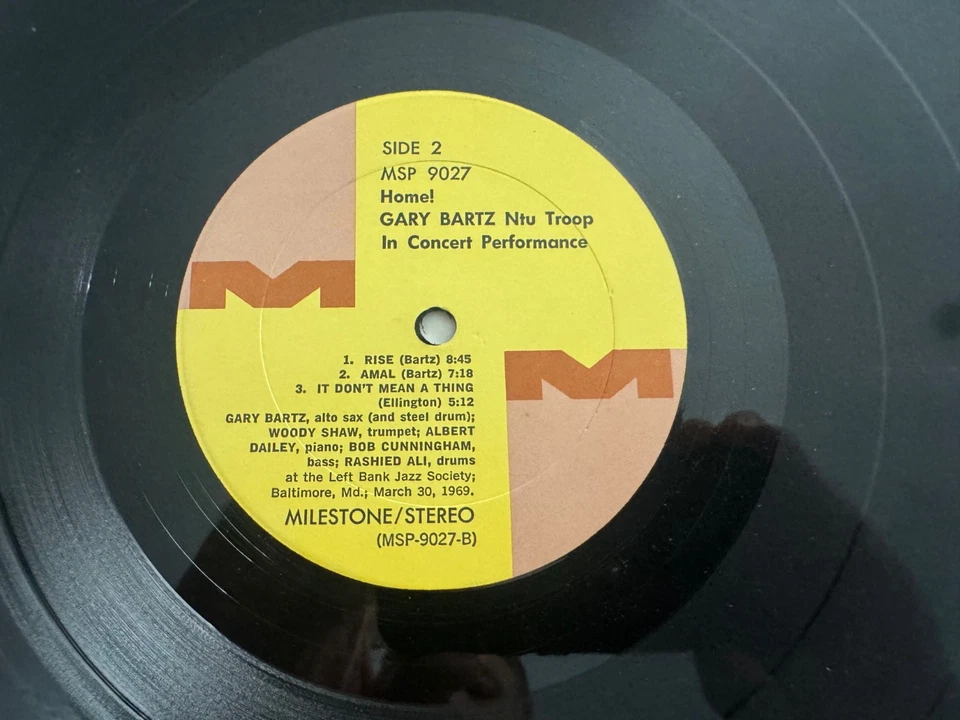 SIDE 2
MSP 9027
Home!
GARY BARTZ Ntu Troop
In Concert Performance
1. RISE (Bartz) 8:45
2. AMAL (Bartz) 7:18
3. IT DON'T MEAN A THING
(Ellington) 5:12
GARY BARTZ, alto sax (and steel drum);
WOODY SHAW, trumpet; ALBERT
DAILEY, piano; BOB CUNNINGHAM,
bass; RASHIED ALI, drums
at the Left Bank Jazz Society;
Baltimore, Md.; March 30, 1969.
MILESTONE/STEREO
(MSP-9027-B)